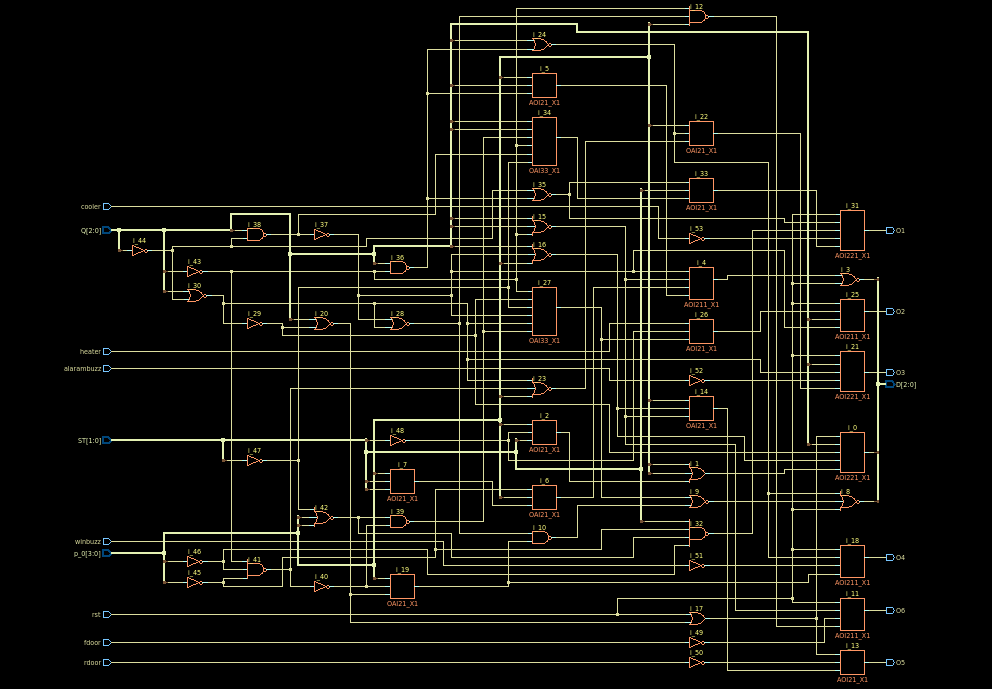 i_12
i_24
i_5
AOI21_X1
i_34
OAI33_X1
i_22
OAI21_X1
i_35
i_33
AOI21_X1
cooler
i_31
AOI221_X1
O1
i_15
Q[2:0]
i_38
i_37
i_44
i_53
i_16
i_36
i_43
i_4
AOI211_X1
i_3
i_30
i_27
OAI33_X1
i_25
AOI211_X1
O2
i_29
i_20
i_28
i_26
OAI21_X1
heater
i_21
AOI221_X1
O3
alarambuzz
i_52
i_23
D[2:0]
i_14
OAI21_X1
i_2
AOI21_X1
ST[1:0]
i_48
i_0
AOI221_X1
i_47
i_7
AOI21_X1
i_1
i_6
OAI21_X1
i_9
i_8
i_42
i_39
i_10
i_32
winbuzz
p_0[3:0]
i_46
i_41
i_45
i_51
i_18
AOI211_X1
O4
i_40
i_19
OAI21_X1
rst
i_17
i_11
AOI211_X1
O6
fdoor
i_49
rdoor
i_50
i_13
AOI21_X1
O5